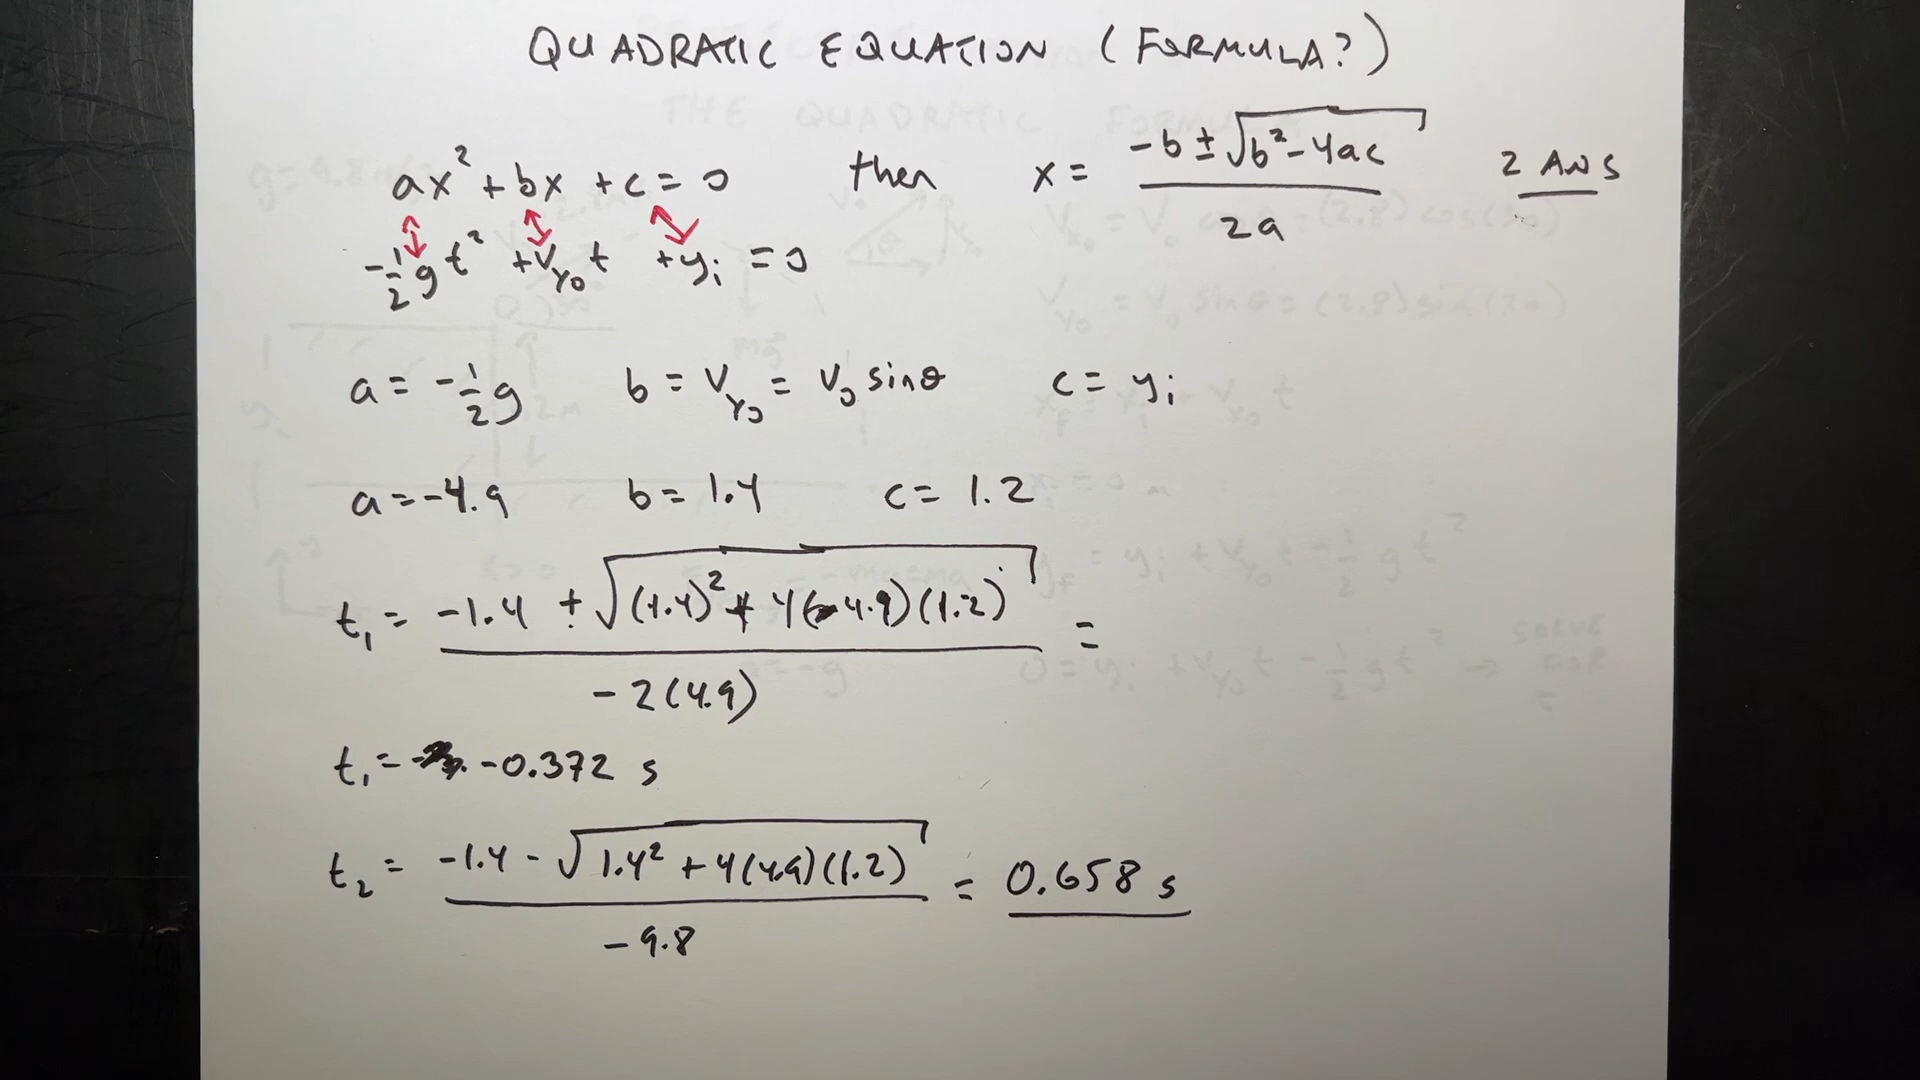 QUADRATIC EQUATION (FORMULA?)
ax² + bx + c = 0 then x = (-b ± √(b² - 4ac)) / 2a 2 ANS
-½gt² + V_y0 t + y_i = 0
a = -½g b = V_y0 = V_0 sinθ c = y_i
a = -4.9 b = 1.4 c = 1.2
t_1 = (-1.4 + √((1.4)² + 4(4.9)(1.2))) / -2(4.9) =
t_1 = -0.372 s
t_2 = (-1.4 - √(1.4² + 4(4.9)(1.2))) / -9.8 = 0.658 s